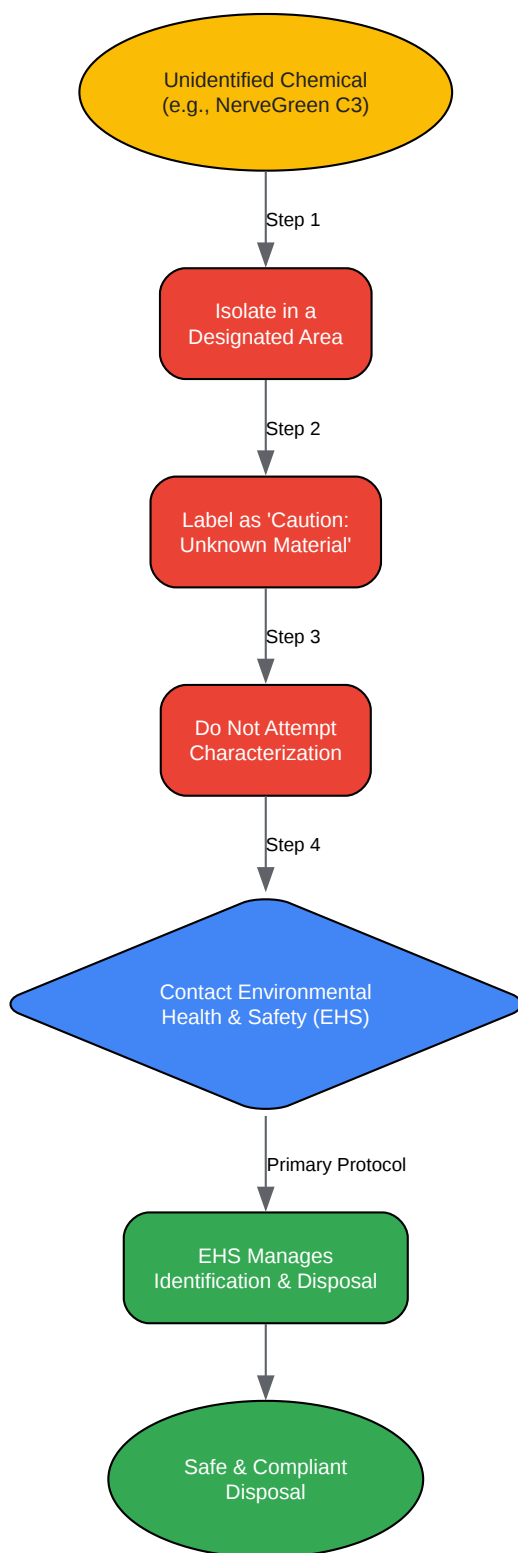 Unidentified Chemical
(e.g., NerveGreen C3)
Step 1
Isolate in a
Designated Area
Step 2
Label as 'Caution:
Unknown Material'
Step 3
Do Not Attempt
Characterization
Step 4
Contact Environmental
Health & Safety (EHS)
Primary Protocol
EHS Manages
Identification & Disposal
Safe & Compliant
Disposal